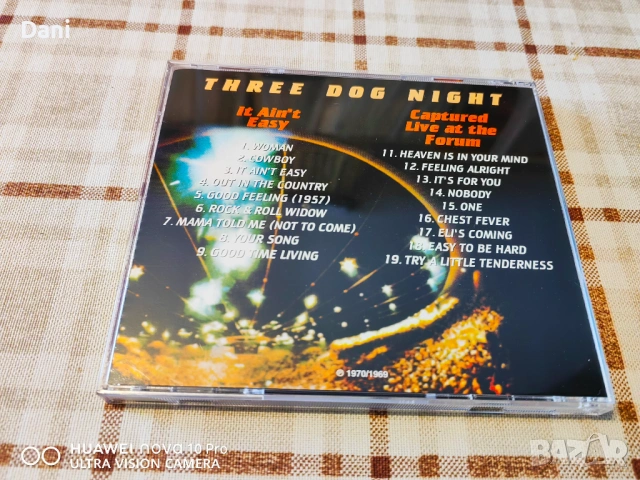 Dani
THREE DOG NIGHT
It Ain't
Easy
1. WOMAN
2. COWBOY
3. IT AIN'T EASY
4. OUT IN THE COUNTRY
5. GOOD FEELING (1957)
6. ROCK & ROLL WIDOW
7. MAMA TOLD ME (NOT TO COME)
8. YOUR SONG
9. GOOD TIME LIVING
Captured
Live at the
Forum
11. HEAVEN IS IN YOUR MIND
12. FEELING ALRIGHT
13. IT'S FOR YOU
14. NOBODY
15. ONE
16. CHEST FEVER
17. ELI'S COMING
18. EASY TO BE HARD
19. TRY A LITTLE TENDERNESS
℗ 1970/1969
HUAWEI nova 10 Pro
ULTRA VISION CAMERA
BAZAR
bg